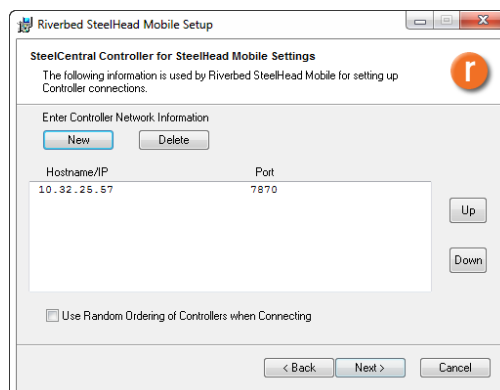 Riverbed SteelHead Mobile Setup
SteelCentral Controller for SteelHead Mobile Settings
The following information is used by Riverbed SteelHead Mobile for setting up
Controller connections.
r
Enter Controller Network Information
New Delete
Hostname/IP Port
10.32.25.57 7870
Up
Down
Use Random Ordering of Controllers when Connecting
< Back Next > Cancel